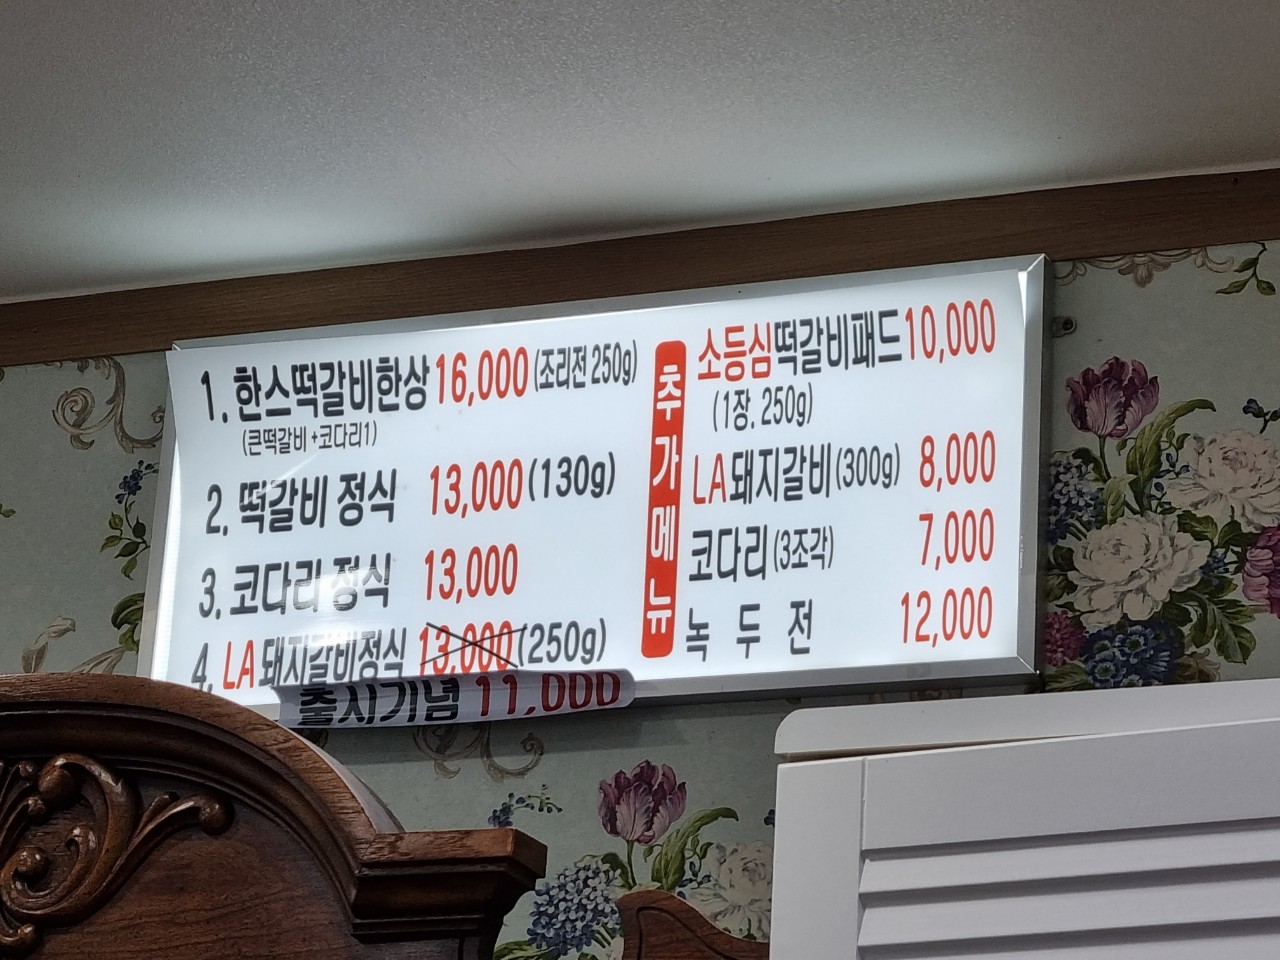 1. 한스떡갈비한상 16,000 (조리전 250g)
(큰떡갈비+코다리1)
2. 떡갈비 정식 13,000 (130g)
3. 코다리 정식 13,000
4. LA돼지갈비정식 13,000 (250g)
출시기념 11,000
추가메뉴
소등심떡갈비패드 10,000
(1장. 250g)
LA돼지갈비(300g) 8,000
코다리(3조각) 7,000
녹두전 12,000